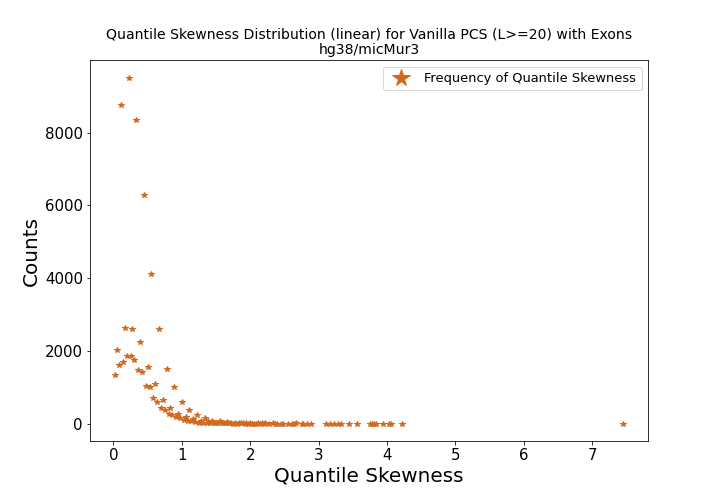 Quantile Skewness Distribution (linear) for Vanilla PCS (L>=20) with Exons
hg38/micMur3
Frequency of Quantile Skewness
8000
6000
4000
2000
0
Counts
0 1 2 3 4 5 6 7
Quantile Skewness